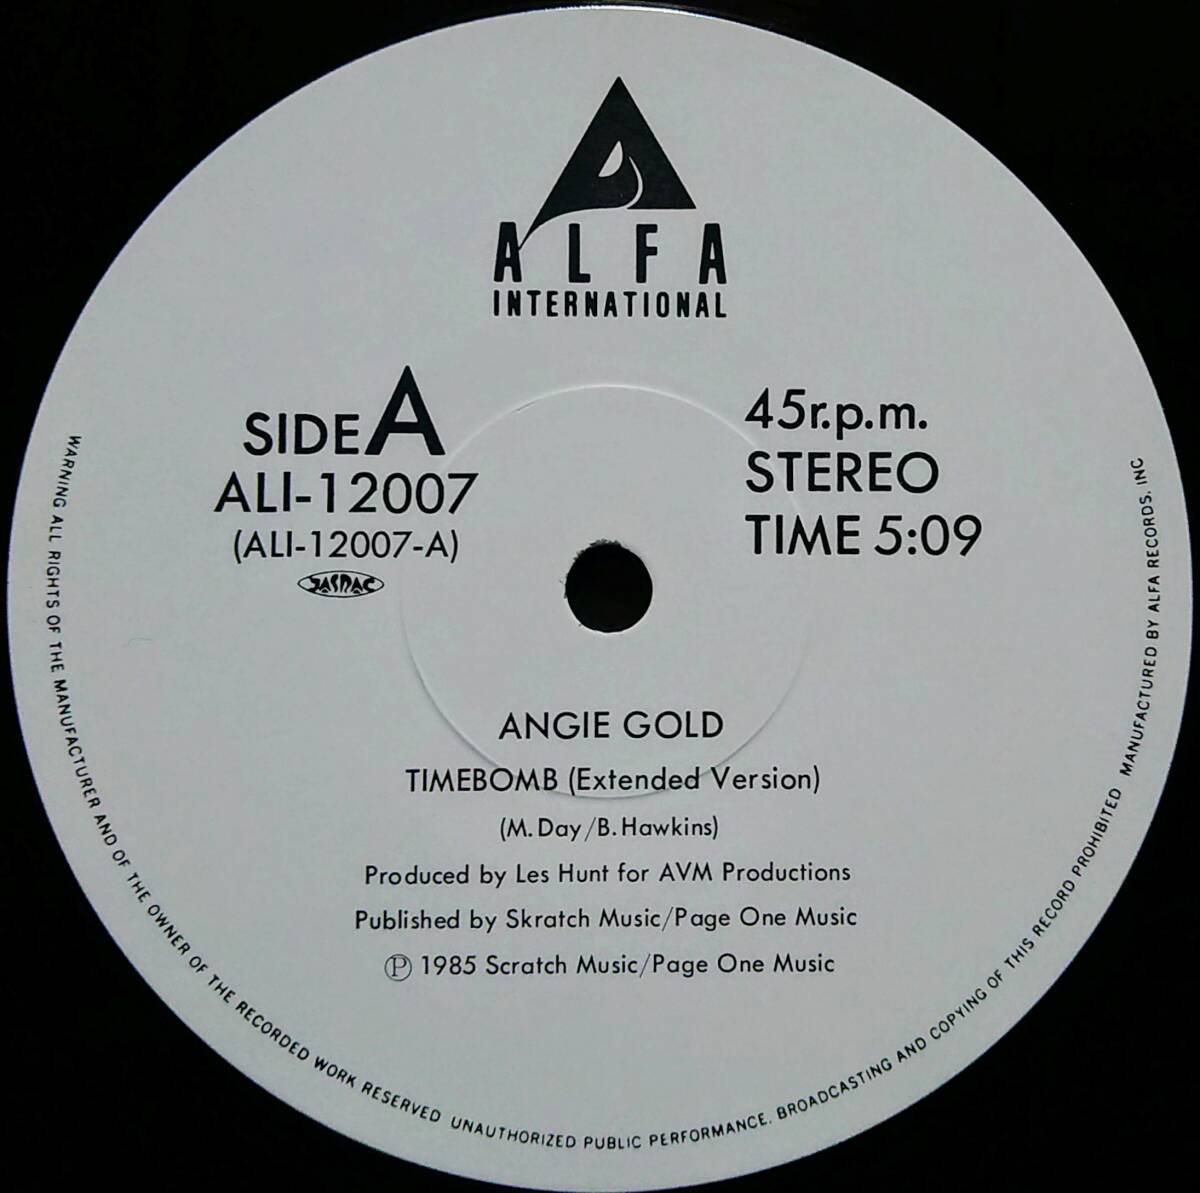 ALFA
INTERNATIONAL
SIDE A
ALI-12007
(ALI-12007-A)
JASRAC
45r.p.m.
STEREO
TIME 5:09
ANGIE GOLD
TIMEBOMB (Extended Version)
(M. Day/B. Hawkins)
Produced by Les Hunt for AVM Productions
Published by Skratch Music/Page One Music
Ⓟ 1985 Scratch Music/Page One Music
WARNING ALL RIGHTS OF THE MANUFACTURER AND OF THE OWNER OF THE RECORDED WORK RESERVED UNAUTHORIZED PUBLIC PERFORMANCE. BROADCASTING AND COPYING OF THIS RECORD PROHIBITED MANUFACTURED BY ALFA RECORDS. INC